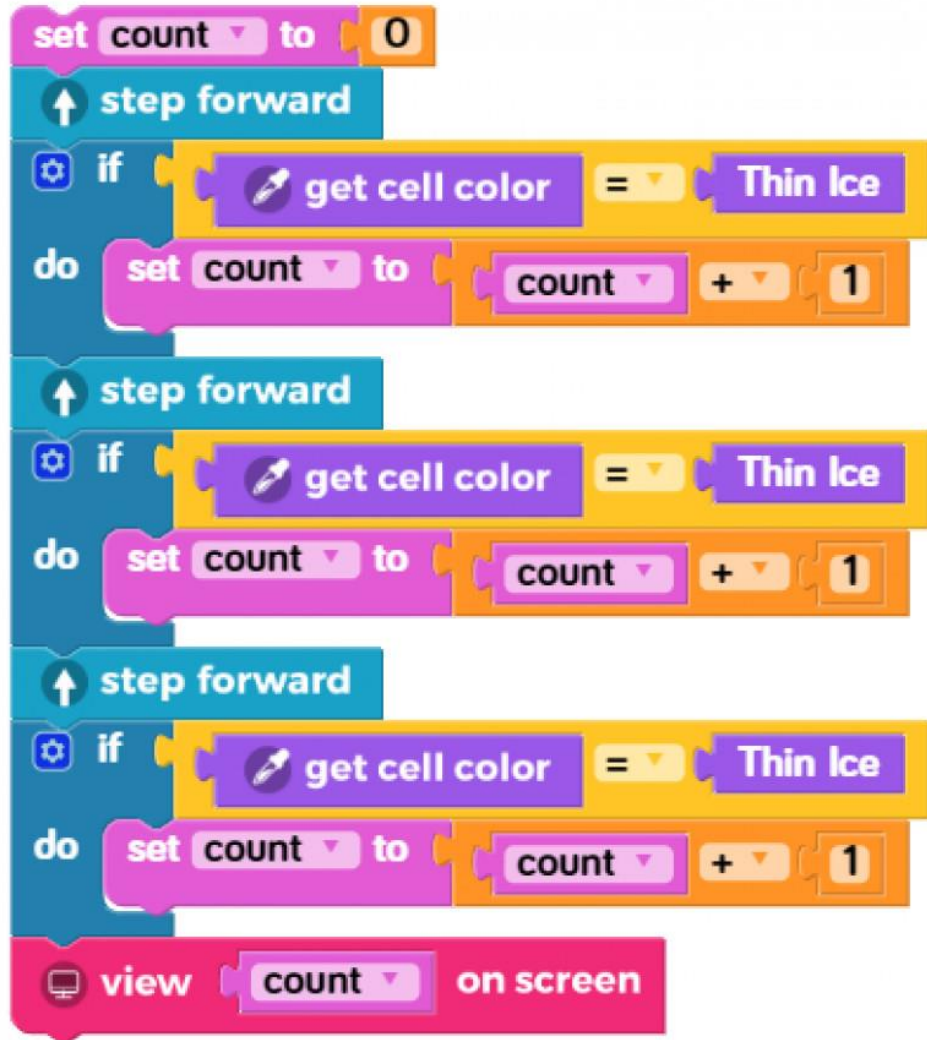 set count to 0
step forward
if get cell color = Thin Ice
do set count to count + 1
step forward
if get cell color = Thin Ice
do set count to count + 1
step forward
if get cell color = Thin Ice
do set count to count + 1
view count on screen